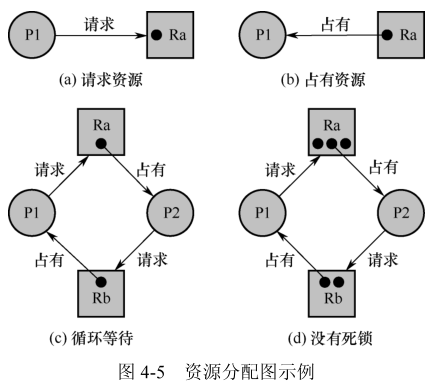 P1 请求 Ra
(a) 请求资源
P1 占有 Ra
(b) 占有资源
Ra
请求 占有
P1 P2
占有 请求
Rb
(c) 循环等待
Ra
请求 占有
P1 P2
占有 请求
Rb
(d) 没有死锁
图 4-5 资源分配图示例